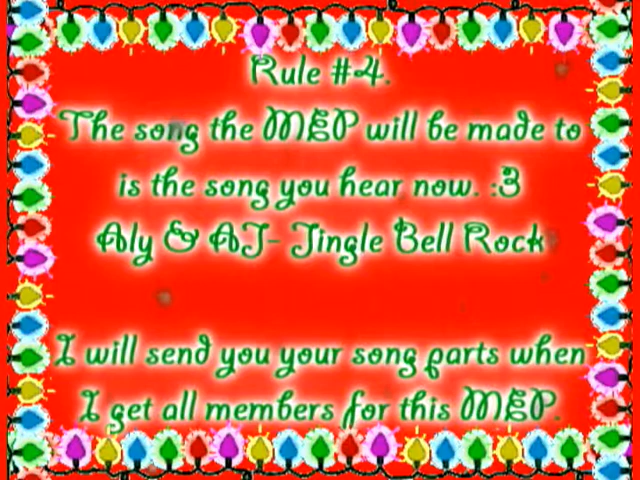 Rule #4.
The song the MEP will be made to
is the song you hear now. :3
Aly & AJ- Jingle Bell Rock
I will send you your song parts when
I get all members for this MEP.